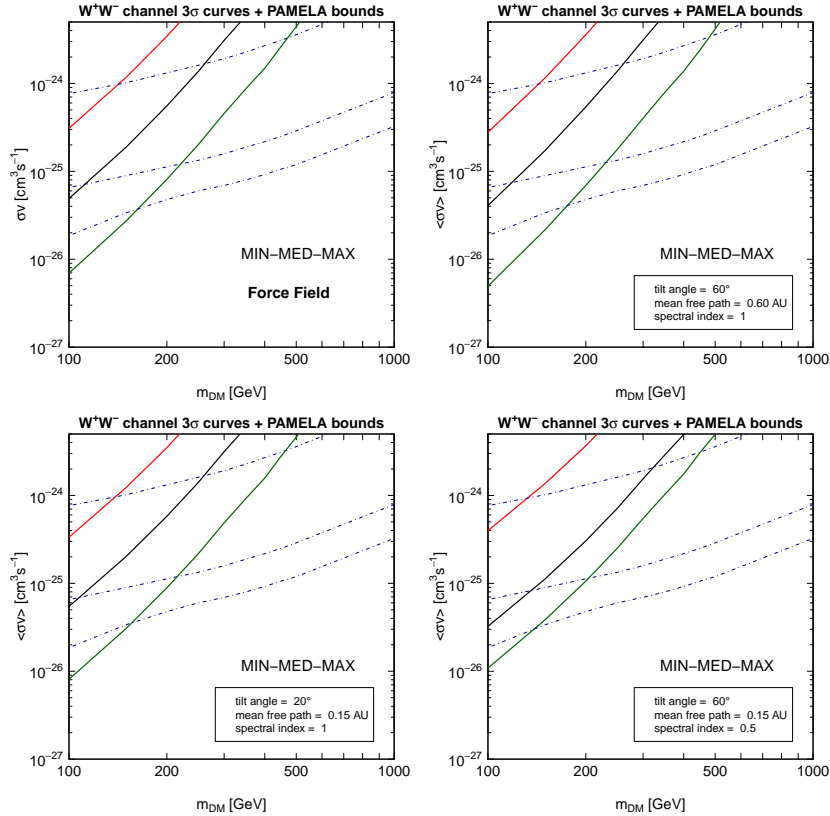 W⁺W⁻ channel 3σ curves + PAMELA bounds
10⁻²⁴
10⁻²⁵
10⁻²⁶
10⁻²⁷
σv [cm³s⁻¹]
MIN−MED−MAX
Force Field
100 200 500 1000
m_DM [GeV]
W⁺W⁻ channel 3σ curves + PAMELA bounds
10⁻²⁴
10⁻²⁵
10⁻²⁶
10⁻²⁷
<σv> [cm³s⁻¹]
MIN−MED−MAX
tilt angle = 60°
mean free path = 0.60 AU
spectral index = 1
100 200 500 1000
m_DM [GeV]
W⁺W⁻ channel 3σ curves + PAMELA bounds
10⁻²⁴
10⁻²⁵
10⁻²⁶
10⁻²⁷
<σv> [cm³s⁻¹]
MIN−MED−MAX
tilt angle = 20°
mean free path = 0.15 AU
spectral index = 1
100 200 500 1000
m_DM [GeV]
W⁺W⁻ channel 3σ curves + PAMELA bounds
10⁻²⁴
10⁻²⁵
10⁻²⁶
10⁻²⁷
<σv> [cm³s⁻¹]
MIN−MED−MAX
tilt angle = 60°
mean free path = 0.15 AU
spectral index = 0.5
100 200 500 1000
m_DM [GeV]